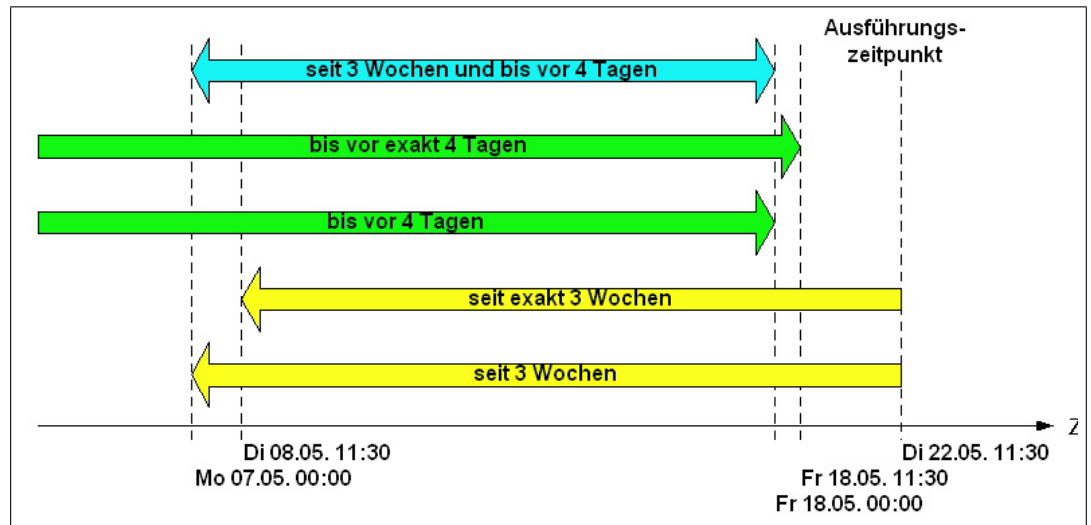 Ausführungs-
zeitpunkt
seit 3 Wochen und bis vor 4 Tagen
bis vor exakt 4 Tagen
bis vor 4 Tagen
seit exakt 3 Wochen
seit 3 Wochen
Z
Di 08.05. 11:30
Di 22.05. 11:30
Mo 07.05. 00:00
Fr 18.05. 11:30
Fr 18.05. 00:00